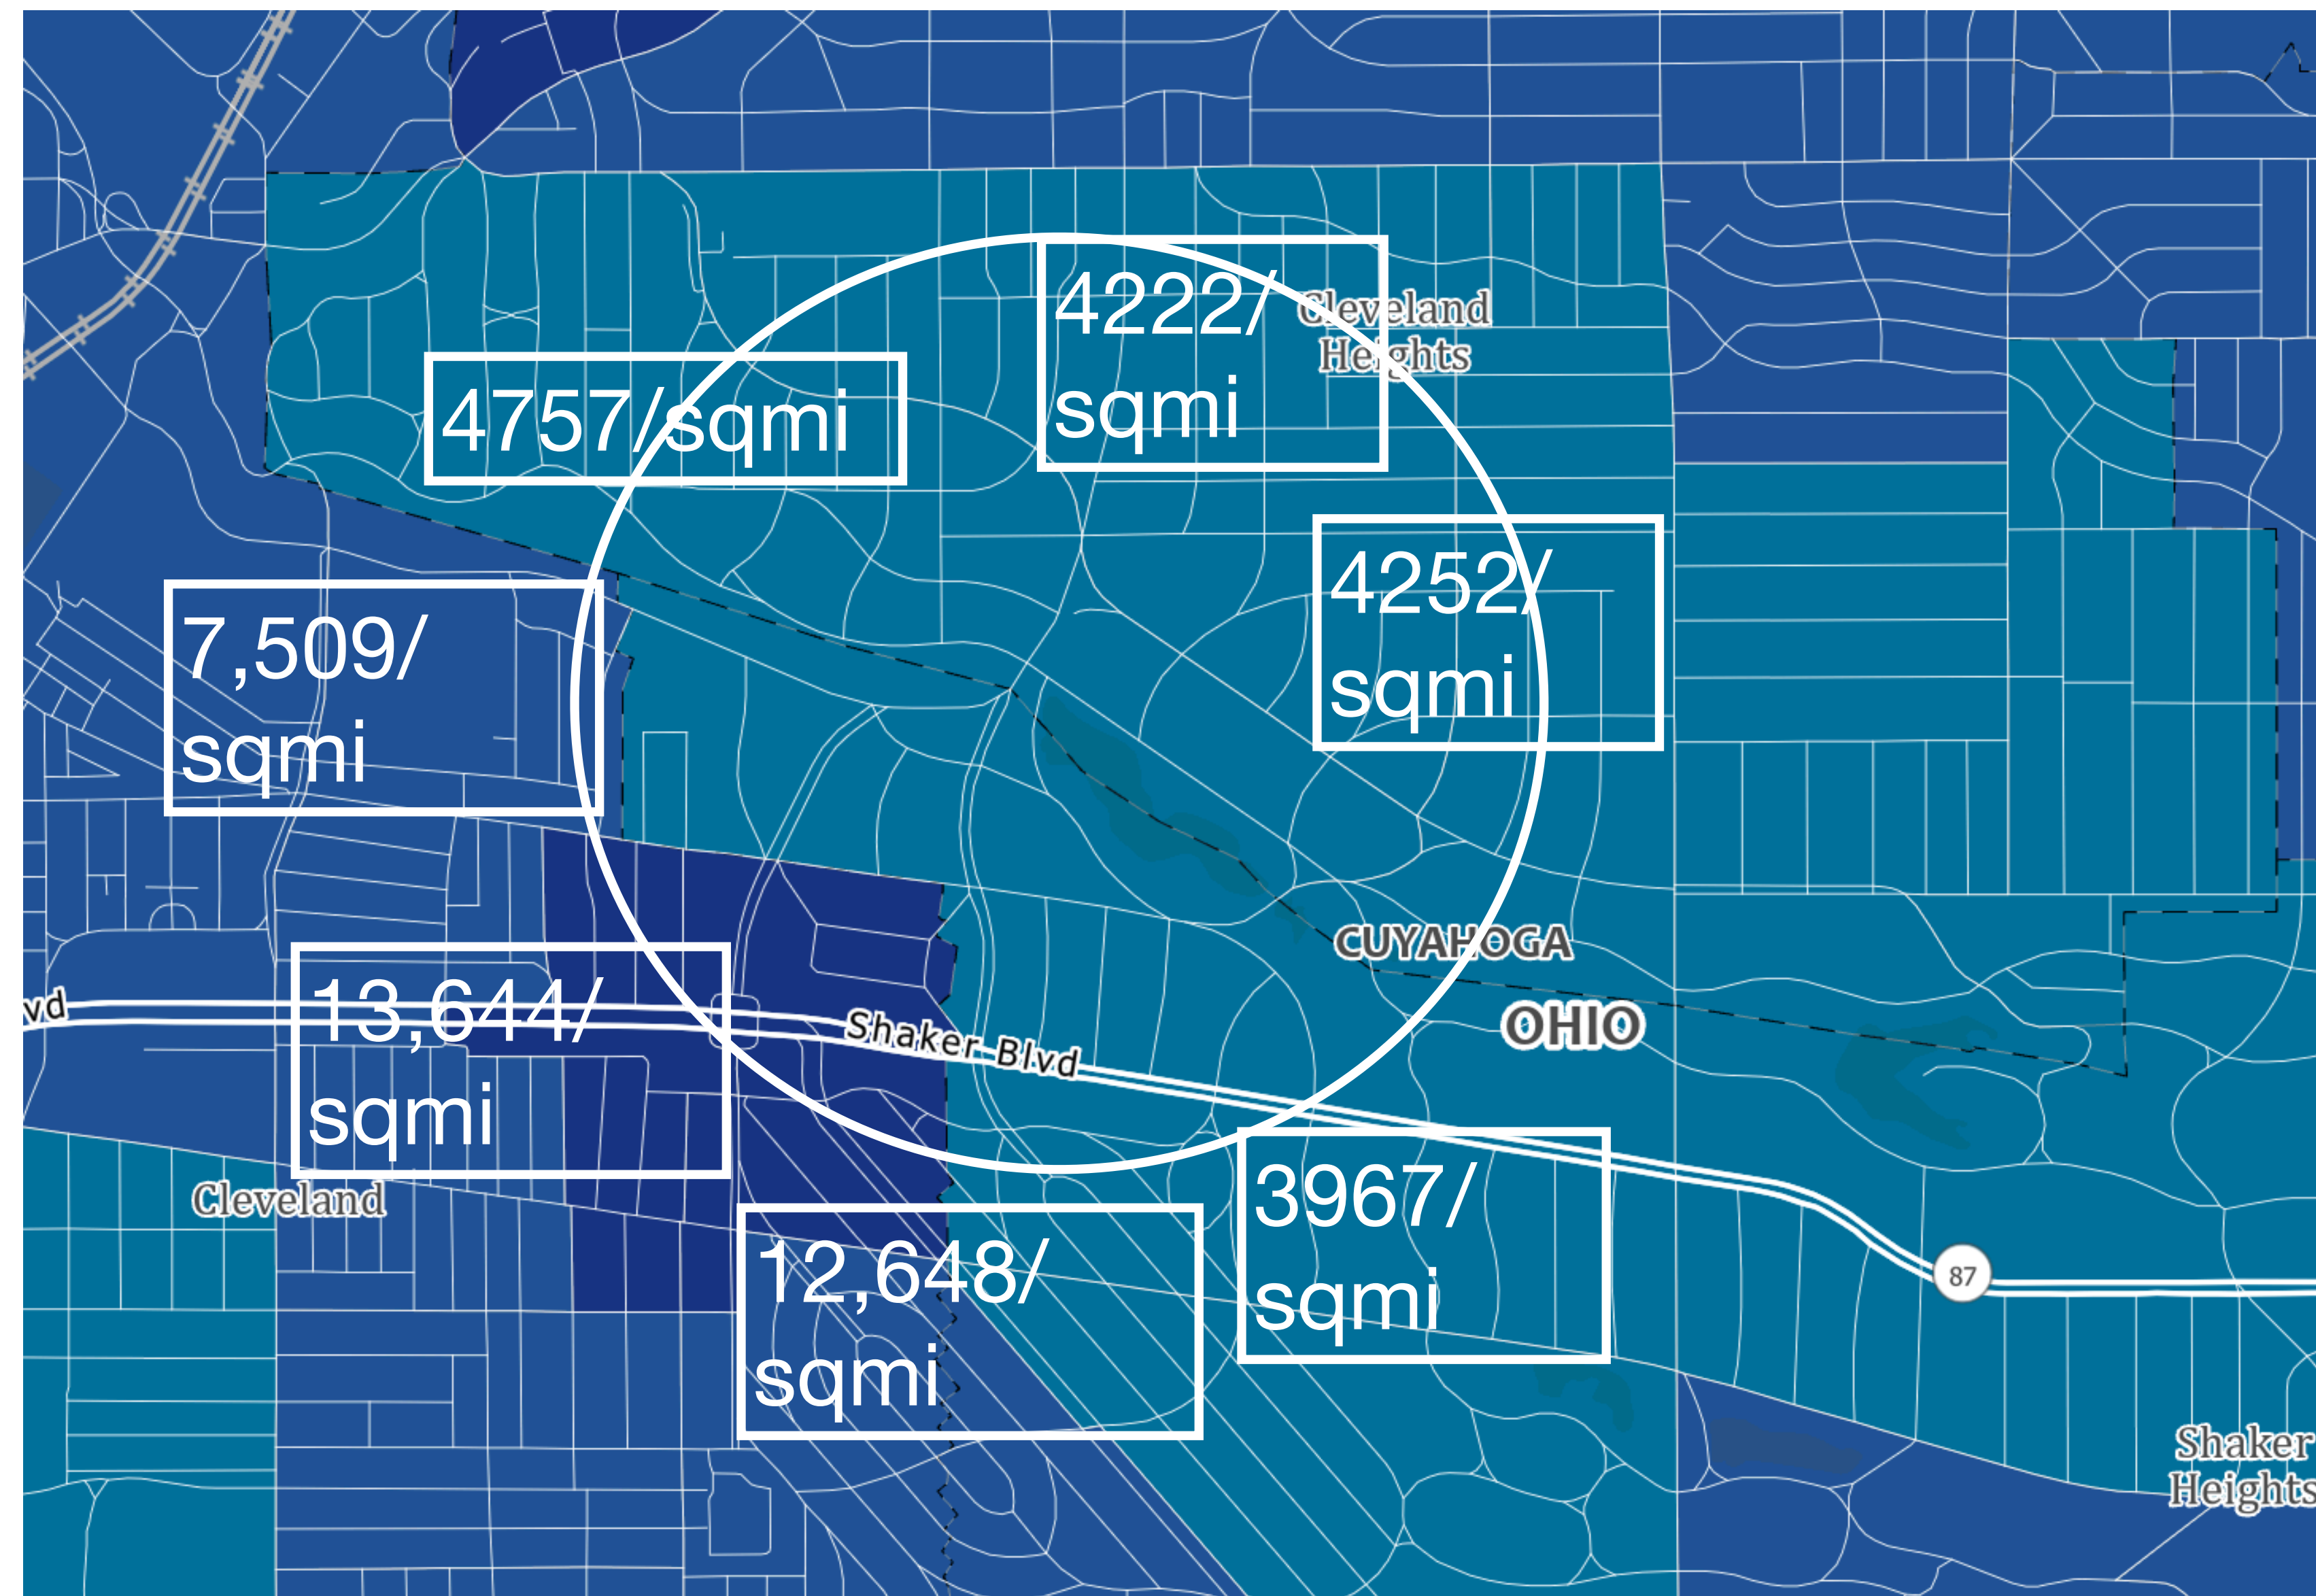 4222/
sqmi
Cleveland
Heights
4757/sqmi
4252/
sqmi
7,509/
sqmi
CUYAHOGA
OHIO
vd
13,644/
sqmi
Shaker Blvd
Cleveland
3967/
sqmi
12,648/
sqmi
87
Shaker
Heights